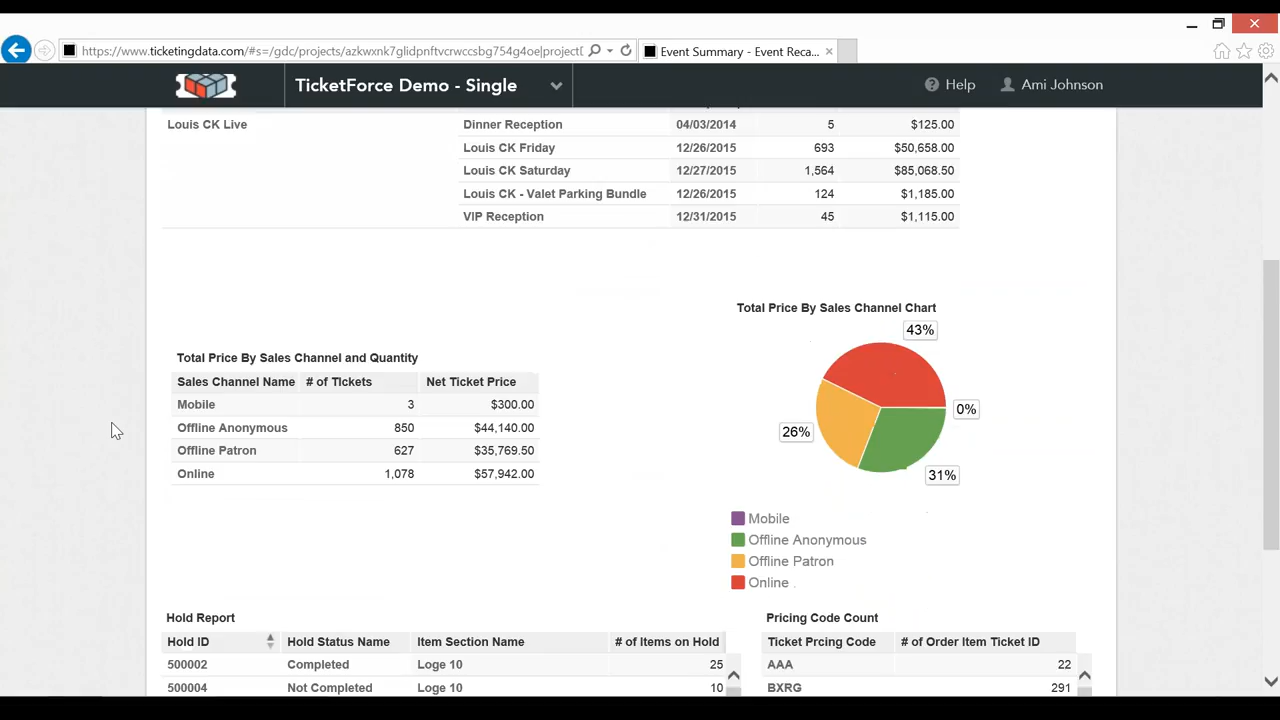 https://www.ticketingdata.com/#s=/gdc/projects/azkwxnk7glidpnftvcrwccsbg754g4oe|project[
Event Summary - Event Reca...
TicketForce Demo - Single
Help
Ami Johnson
Louis CK Live Dinner Reception 04/03/2014 5 $125.00
Louis CK Friday 12/26/2015 693 $50,658.00
Louis CK Saturday 12/27/2015 1,564 $85,068.50
Louis CK - Valet Parking Bundle 12/26/2015 124 $1,185.00
VIP Reception 12/31/2015 45 $1,115.00
Total Price By Sales Channel and Quantity
Sales Channel Name # of TIckets Net Ticket Price
Mobile 3 $300.00
Offline Anonymous 850 $44,140.00
Offline Patron 627 $35,769.50
Online 1,078 $57,942.00
Total Price By Sales Channel Chart
43%
0%
26%
31%
Mobile
Offline Anonymous
Offline Patron
Online
Hold Report
Hold ID Hold Status Name Item Section Name # of Items on Hold
500002 Completed Loge 10 25
500004 Not Completed Loge 10 10
Pricing Code Count
Ticket Prcing Code # of Order Item Ticket ID
AAA 22
BXRG 291